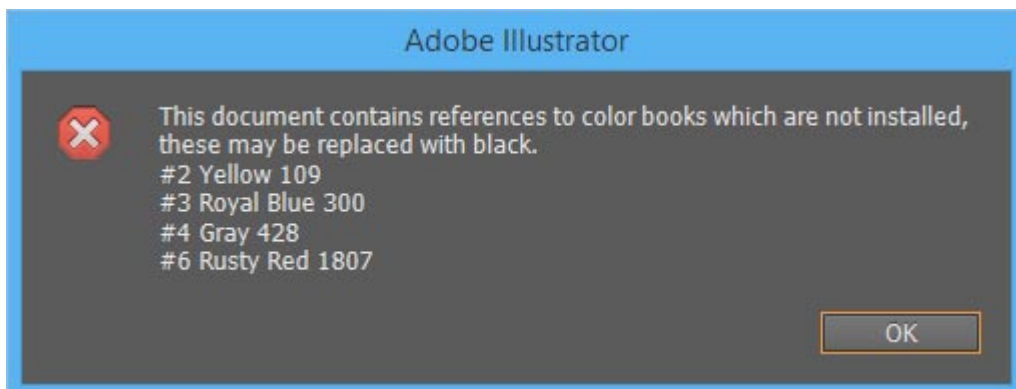 Adobe Illustrator
This document contains references to color books which are not installed,
these may be replaced with black.
#2 Yellow 109
#3 Royal Blue 300
#4 Gray 428
#6 Rusty Red 1807
OK